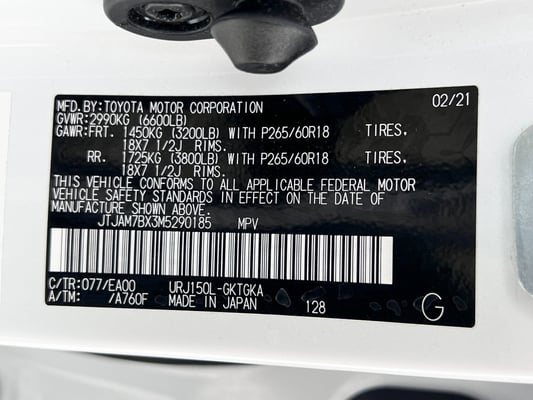 MFD.BY:TOYOTA MOTOR CORPORATION 02/21
GVWR:2990KG (6600LB)
GAWR:FRT. 1450KG (3200LB) WITH P265/60R18 TIRES.
18X7 1/2J RIMS.
RR. 1725KG (3800LB) WITH P265/60R18 TIRES.
18X7 1/2J RIMS.
THIS VEHICLE CONFORMS TO ALL APPLICABLE FEDERAL MOTOR
VEHICLE SAFETY STANDARDS IN EFFECT ON THE DATE OF
MANUFACTURE SHOWN ABOVE.
JTJAM7BX3M5290185 MPV
C/TR:077/EA00 URJ150L-GKTGKA
A/TM: /A760F MADE IN JAPAN 128 G